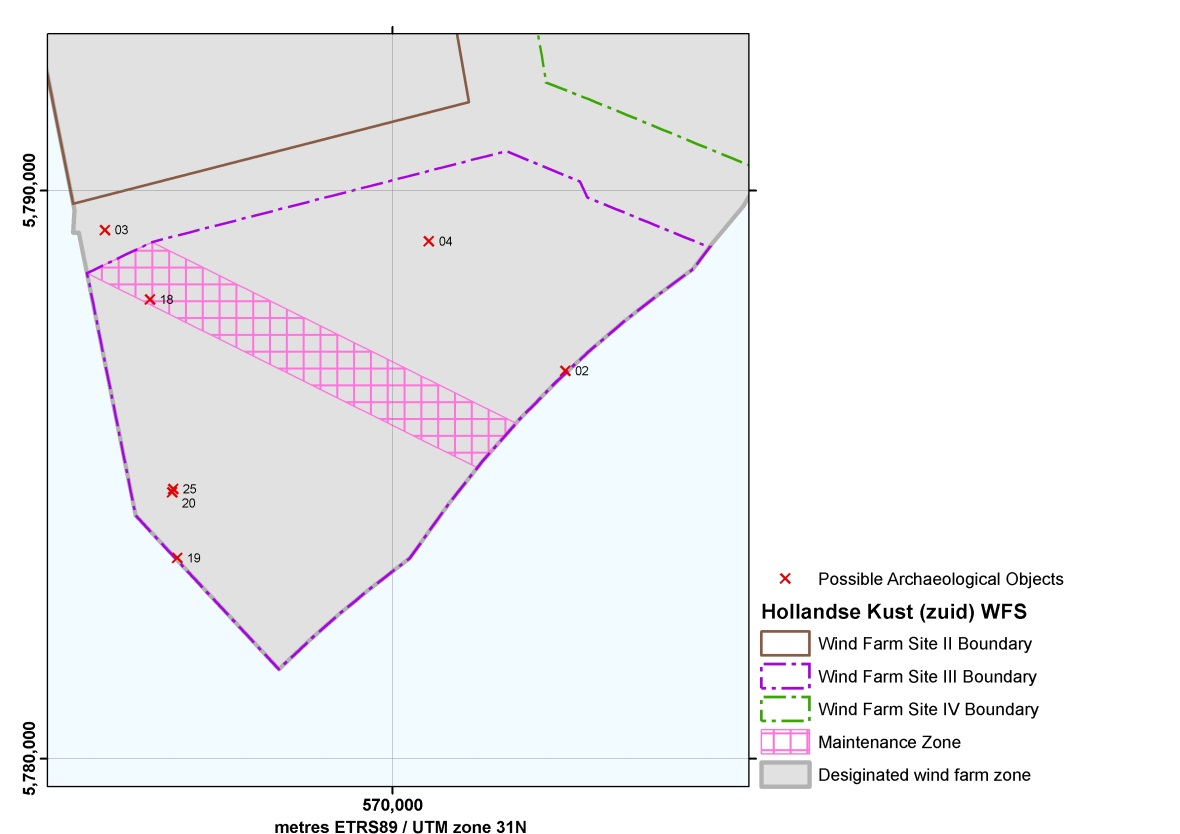 5,790,000
03
04
18
02
25
20
19
5,780,000
570,000
metres ETRS89 / UTM zone 31N
Possible Archaeological Objects
Hollandse Kust (zuid) WFS
Wind Farm Site II Boundary
Wind Farm Site III Boundary
Wind Farm Site IV Boundary
Maintenance Zone
Desiginated wind farm zone